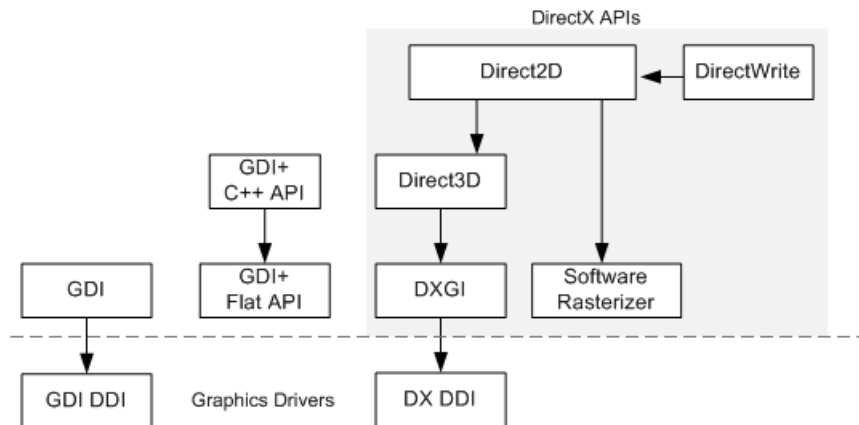 DirectX APIs
Direct2D
DirectWrite
GDI+
C++ API
Direct3D
GDI
GDI+
Flat API
DXGI
Software
Rasterizer
GDI DDI
Graphics Drivers
DX DDI